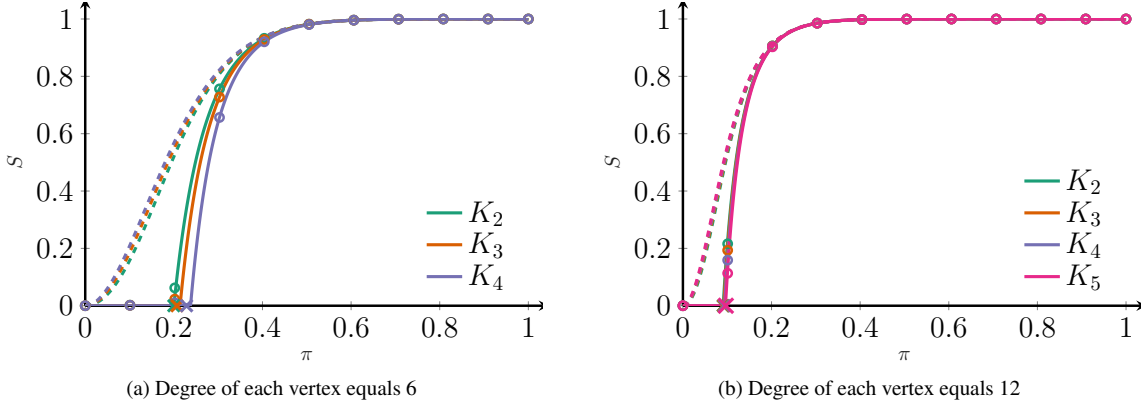 1
0.8
0.6
0.4
0.2
0
S
0 0.2 0.4 0.6 0.8 1
π
K2
K3
K4
(a) Degree of each vertex equals 6
1
0.8
0.6
0.4
0.2
0
S
0 0.2 0.4 0.6 0.8 1
π
K2
K3
K4
K5
(b) Degree of each vertex equals 12